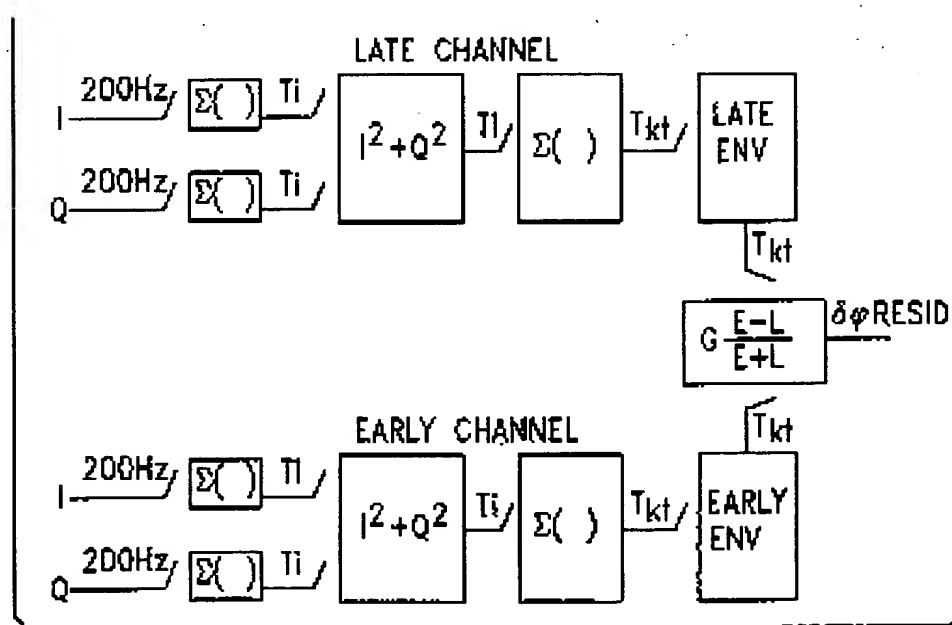 LATE CHANNEL
I 200Hz Σ( ) Ti
Q 200Hz Σ( ) Ti
I²+Q² Tl Σ( ) Tkt
LATE
ENV
Tkt
G E-L / E+L δφRESID
EARLY CHANNEL
I 200Hz Σ( ) Tl
Q 200Hz Σ( ) Ti
I²+Q² Ti Σ( ) Tkt
Tkt
EARLY
ENV